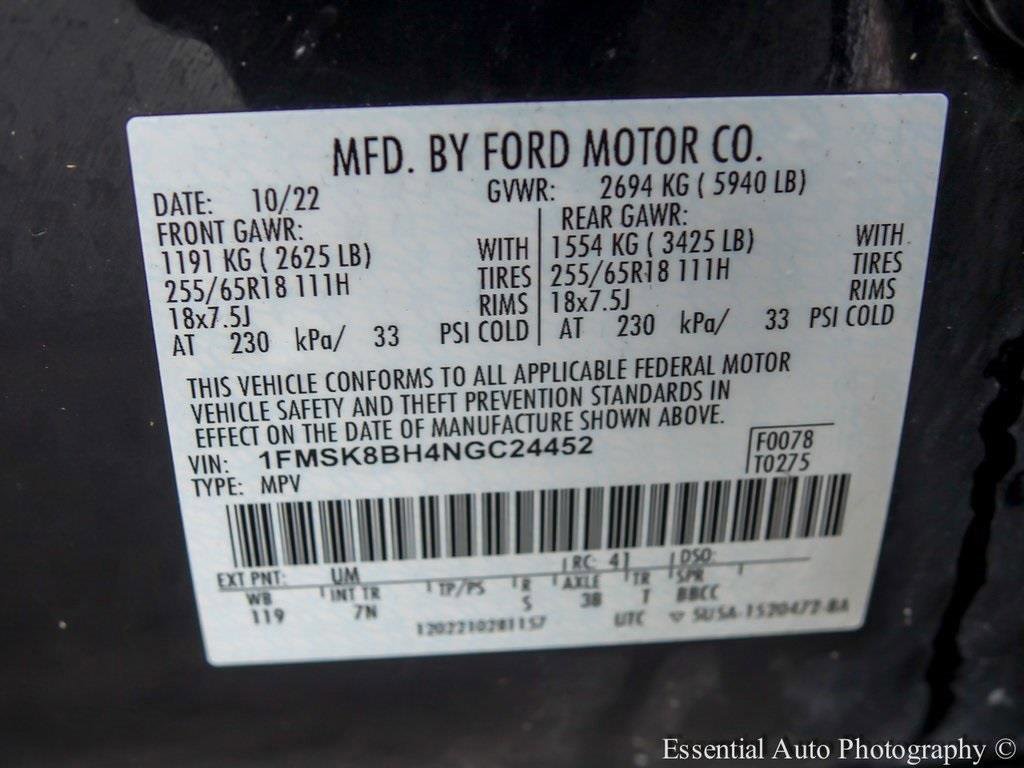 MFD. BY FORD MOTOR CO.
DATE: 10/22 GVWR: 2694 KG ( 5940 LB)
FRONT GAWR: REAR GAWR:
1191 KG ( 2625 LB) WITH 1554 KG ( 3425 LB) WITH
255/65R18 111H TIRES 255/65R18 111H TIRES
18x7.5J RIMS 18x7.5J RIMS
AT 230 kPa/ 33 PSI COLD AT 230 kPa/ 33 PSI COLD
THIS VEHICLE CONFORMS TO ALL APPLICABLE FEDERAL MOTOR
VEHICLE SAFETY AND THEFT PREVENTION STANDARDS IN
EFFECT ON THE DATE OF MANUFACTURE SHOWN ABOVE.
VIN: 1FMSK8BH4NGC24452 F0078
TYPE: MPV T0275
EXT PNT: UM RC: 41 DSO:
WB INT TR TP/PS R AXLE TR SPR
119 7N S 3B T BBCC
1202210281157 UTC 5U5A-1520472-BA
Essential Auto Photography ©